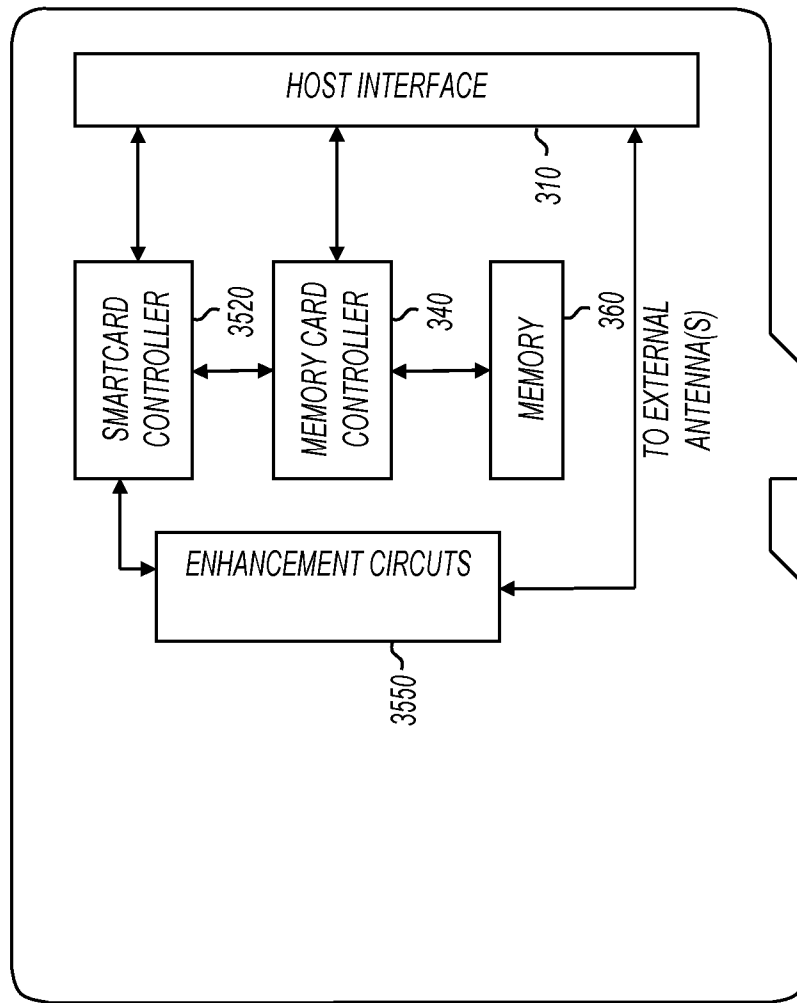 HOST INTERFACE
310
SMARTCARD
CONTROLLER
3520
MEMORY CARD
CONTROLLER
340
MEMORY
360
TO EXTERNAL
ANTENNA(S)
ENHANCEMENT CIRCUTS
3550